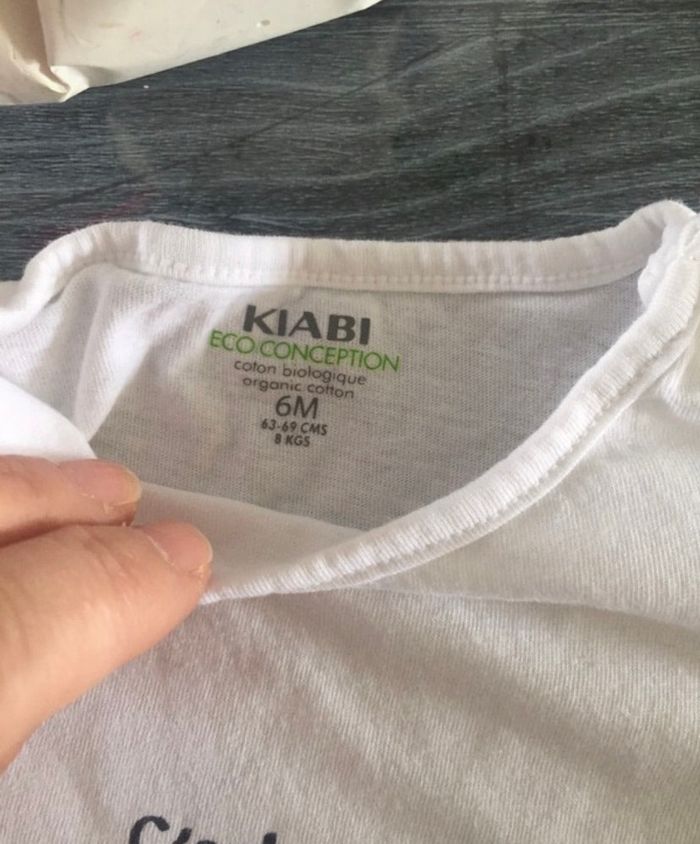 KIABI
ECO CONCEPTION
coton biologique
organic cotton
6M
63-69 CMS
8 KGS